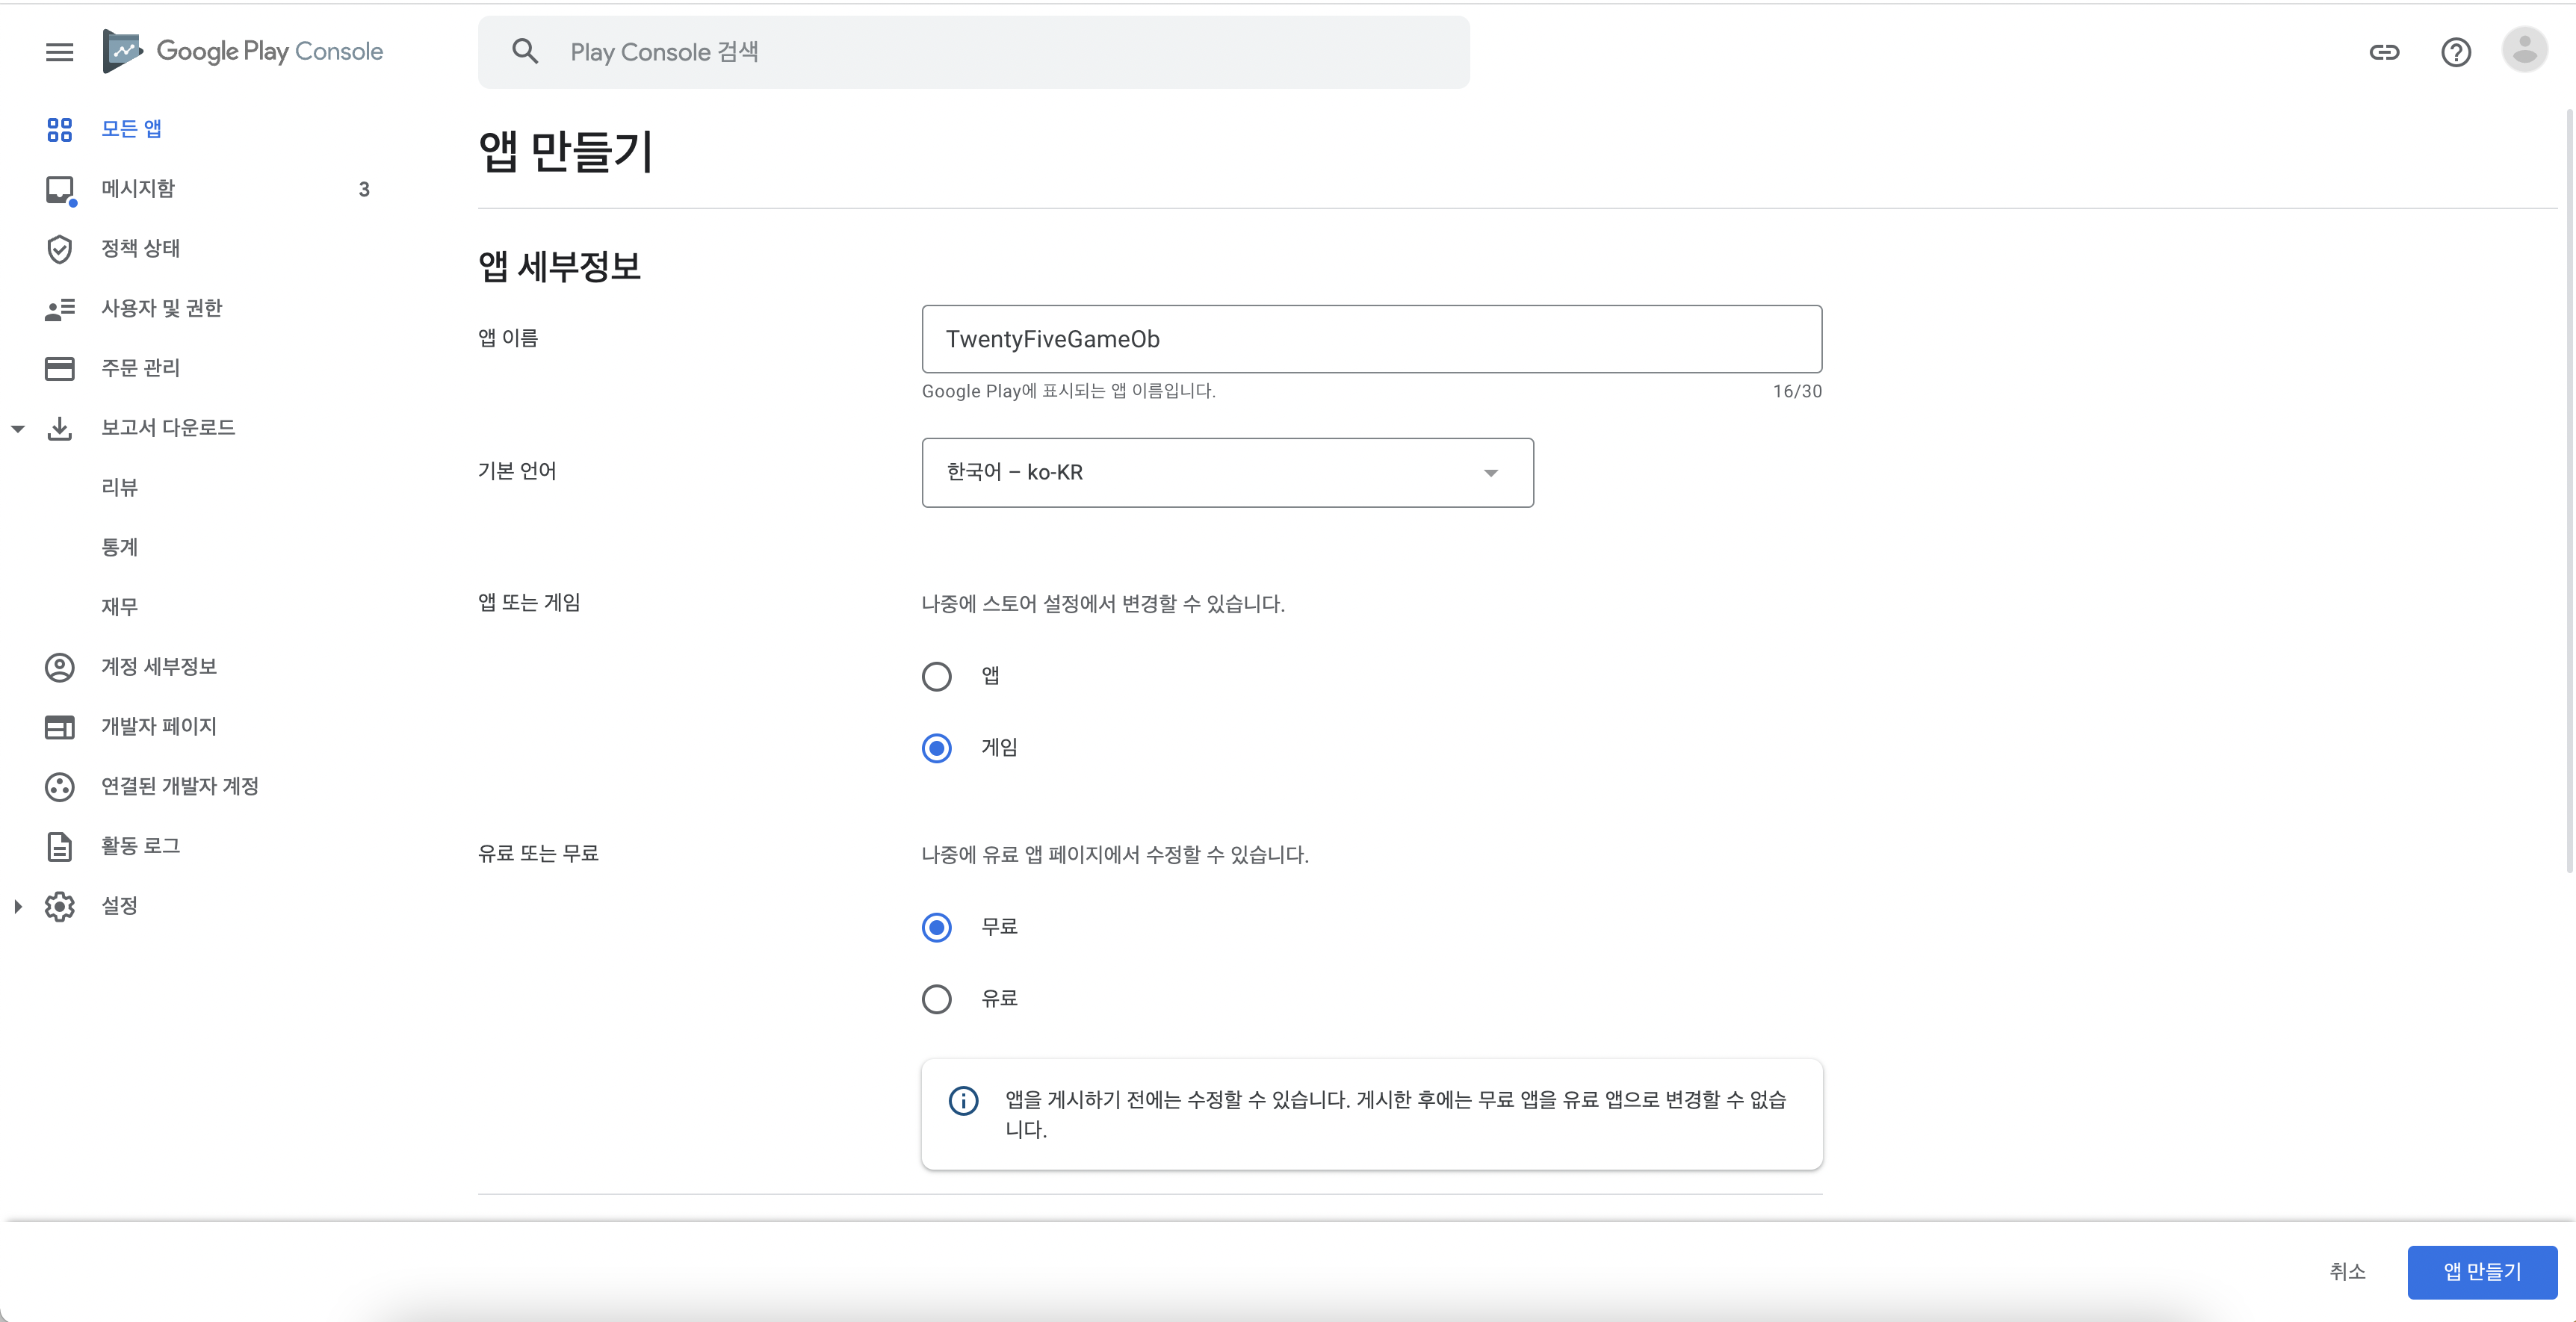 Google Play Console
Play Console 검색
모든 앱
메시지함 3
정책 상태
사용자 및 권한
주문 관리
보고서 다운로드
리뷰
통계
재무
계정 세부정보
개발자 페이지
연결된 개발자 계정
활동 로그
설정
앱 만들기
앱 세부정보
앱 이름
TwentyFiveGameOb
Google Play에 표시되는 앱 이름입니다. 16/30
기본 언어
한국어 – ko-KR
앱 또는 게임
나중에 스토어 설정에서 변경할 수 있습니다.
앱
게임
유료 또는 무료
나중에 유료 앱 페이지에서 수정할 수 있습니다.
무료
유료
앱을 게시하기 전에는 수정할 수 있습니다. 게시한 후에는 무료 앱을 유료 앱으로 변경할 수 없습
니다.
취소
앱 만들기